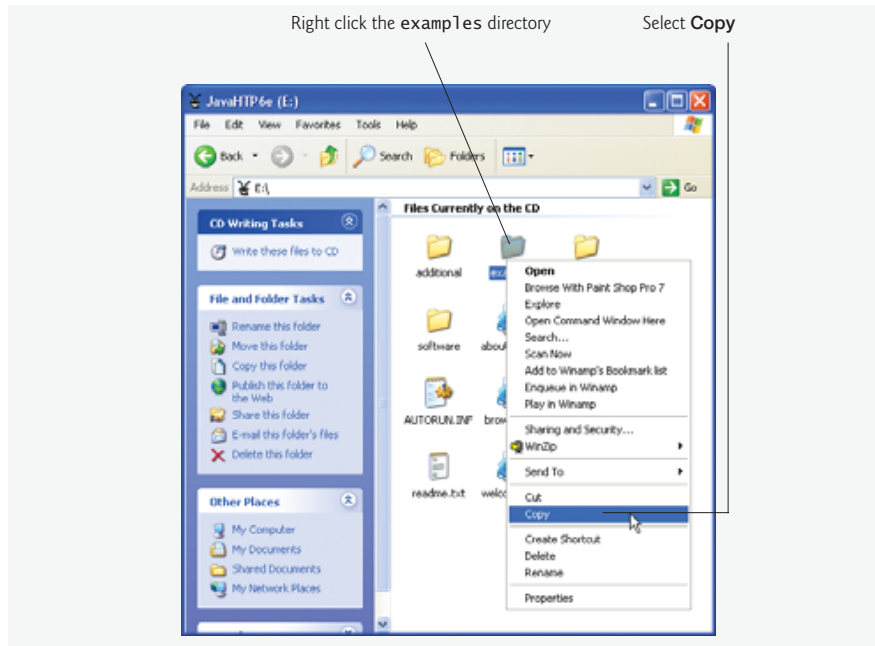 Right click the examples directory
Select Copy
JavaHTP6e (E:)
File Edit View Favorites Tools Help
Back Search Folders
Address E:\ Go
CD Writing Tasks
Write these files to CD
File and Folder Tasks
Rename this folder
Move this folder
Copy this folder
Publish this folder to
the Web
Share this folder
E-mail this folder's files
Delete this folder
Other Places
My Computer
My Documents
Shared Documents
My Network Places
Files Currently on the CD
additional
software
AUTORUN.INF
readme.txt
Open
Browse With Paint Shop Pro 7
Explore
Open Command Window Here
Search...
Scan Now
Add to Winamp's Bookmark list
Enqueue in Winamp
Play in Winamp
Sharing and Security...
WinZip
Send To
Cut
Copy
Create Shortcut
Delete
Rename
Properties